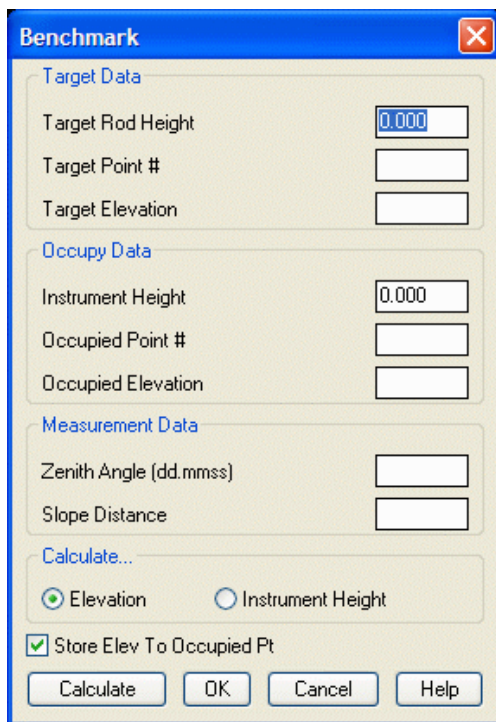 Benchmark
Target Data
Target Rod Height 0.000
Target Point #
Target Elevation
Occupy Data
Instrument Height 0.000
Occupied Point #
Occupied Elevation
Measurement Data
Zenith Angle (dd.mmss)
Slope Distance
Calculate...
Elevation Instrument Height
Store Elev To Occupied Pt
Calculate OK Cancel Help